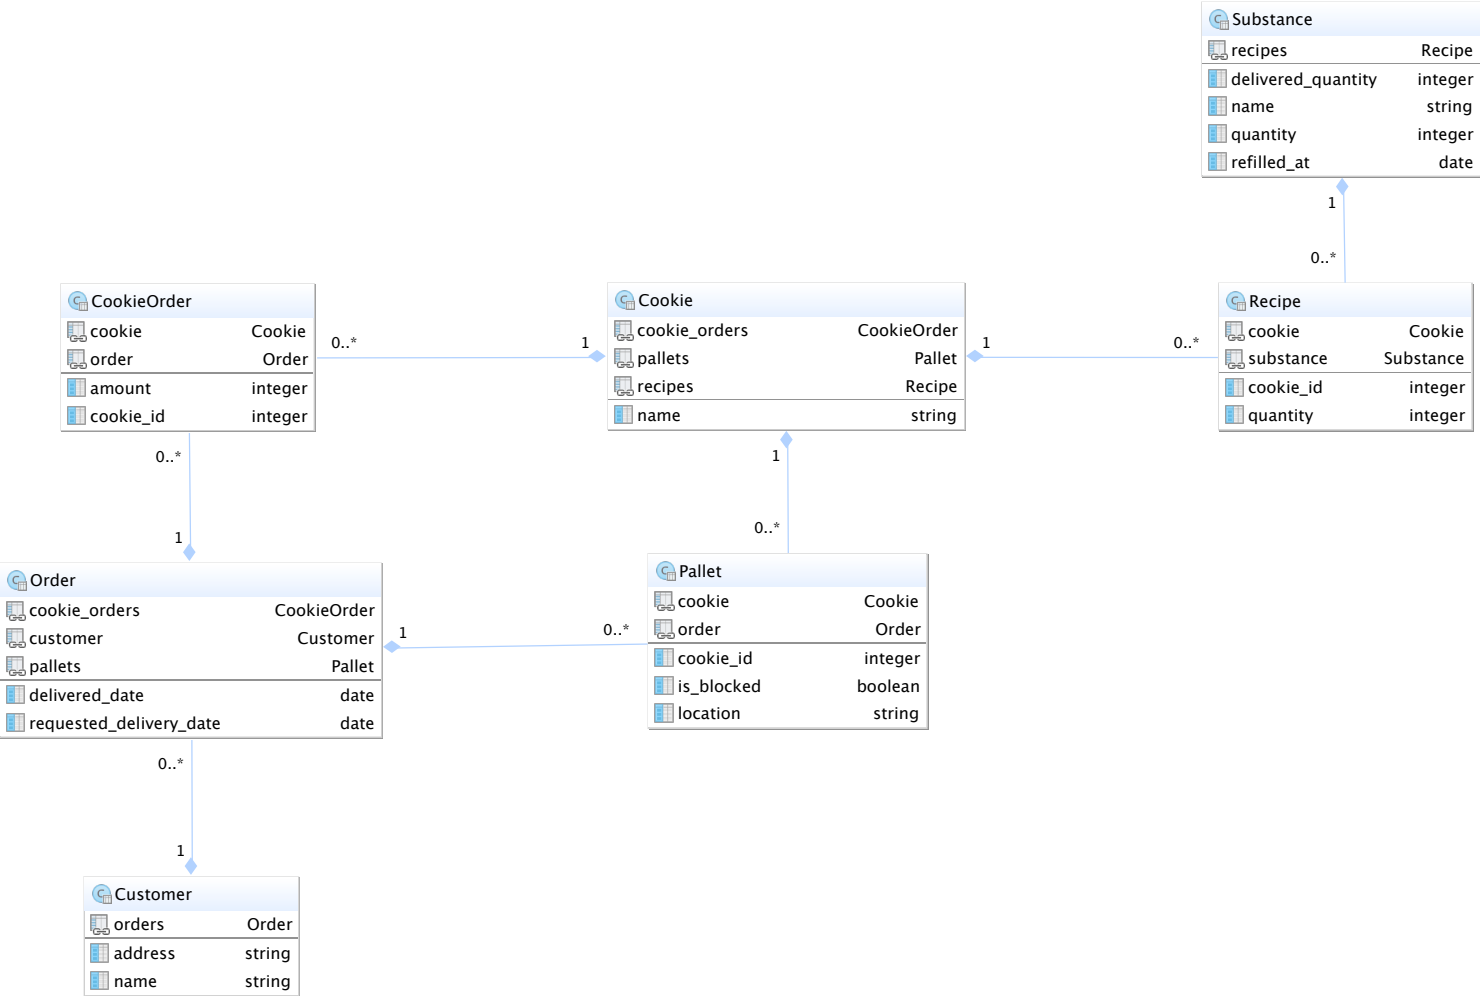 Substance
recipes Recipe
delivered_quantity integer
name string
quantity integer
refilled_at date
1
0..*
CookieOrder
cookie Cookie
order Order
amount integer
cookie_id integer
0..* 1
Cookie
cookie_orders CookieOrder
pallets Pallet
recipes Recipe
name string
1 0..*
Recipe
cookie Cookie
substance Substance
cookie_id integer
quantity integer
0..*
1
1
0..*
Order
cookie_orders CookieOrder
customer Customer
pallets Pallet
delivered_date date
requested_delivery_date date
1 0..*
Pallet
cookie Cookie
order Order
cookie_id integer
is_blocked boolean
location string
0..*
1
Customer
orders Order
address string
name string